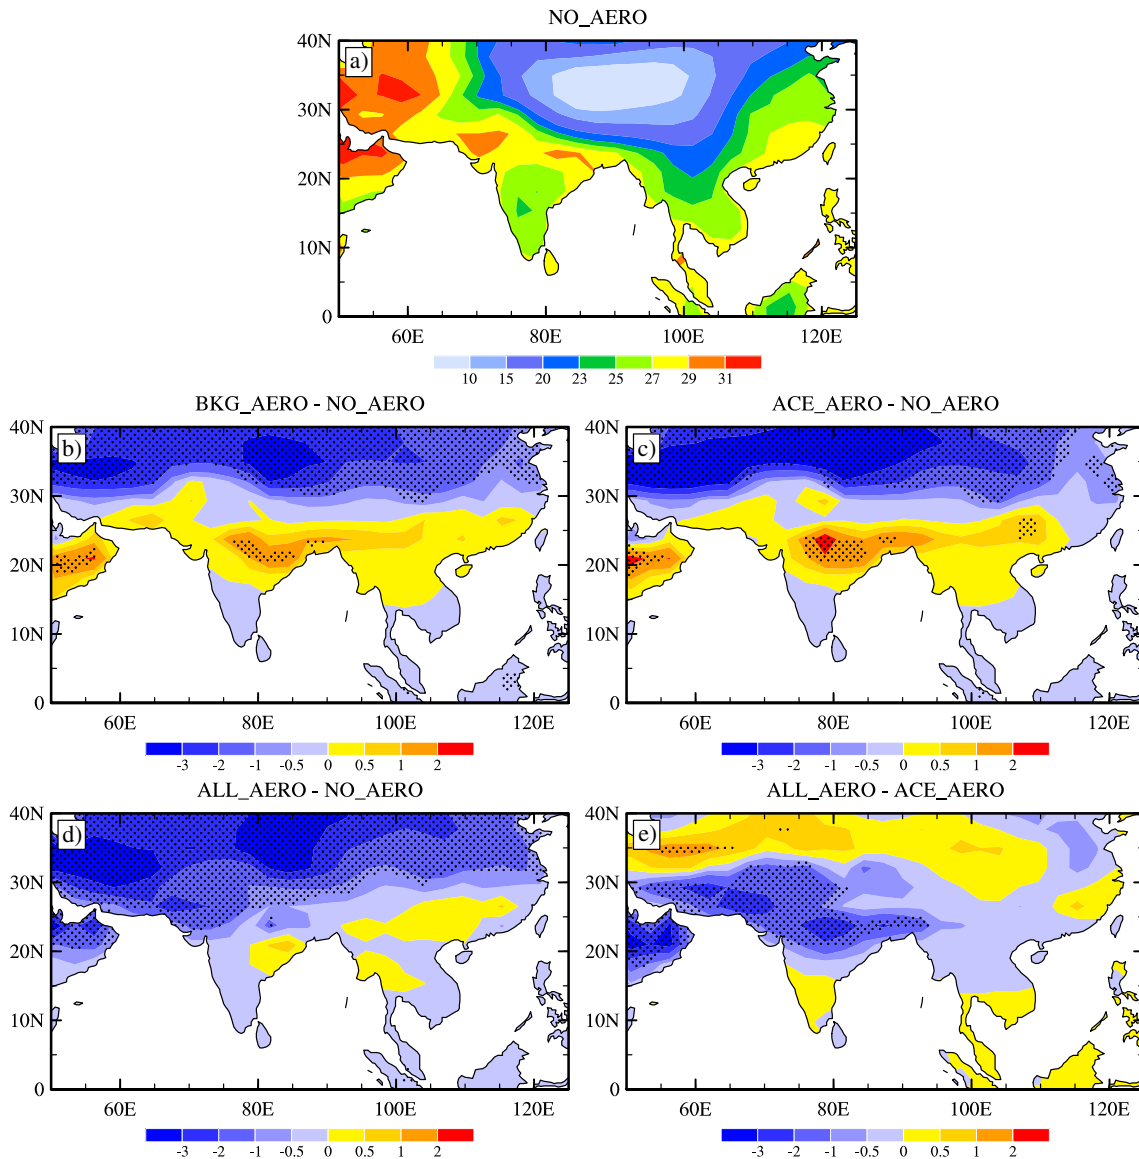 NO_AERO
a)
40N
30N
20N
10N
0
60E 80E 100E 120E
10 15 20 23 25 27 29 31
BKG_AERO - NO_AERO
b)
40N
30N
20N
10N
0
60E 80E 100E 120E
-3 -2 -1 -0.5 0 0.5 1 2
ACE_AERO - NO_AERO
c)
40N
30N
20N
10N
0
60E 80E 100E 120E
-3 -2 -1 -0.5 0 0.5 1 2
ALL_AERO - NO_AERO
d)
40N
30N
20N
10N
0
60E 80E 100E 120E
-3 -2 -1 -0.5 0 0.5 1 2
ALL_AERO - ACE_AERO
e)
40N
30N
20N
10N
0
60E 80E 100E 120E
-3 -2 -1 -0.5 0 0.5 1 2